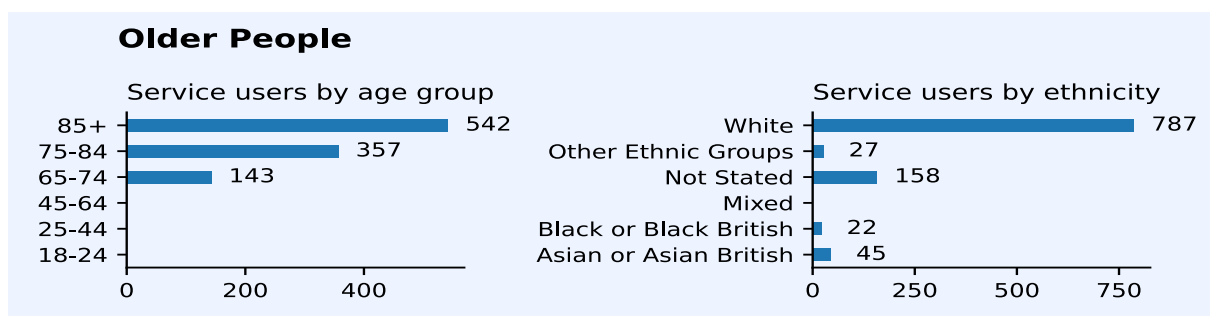 Older People
Service users by age group
85+ 542
75-84 357
65-74 143
45-64
25-44
18-24
0 200 400
Service users by ethnicity
White 787
Other Ethnic Groups 27
Not Stated 158
Mixed
Black or Black British 22
Asian or Asian British 45
0 250 500 750